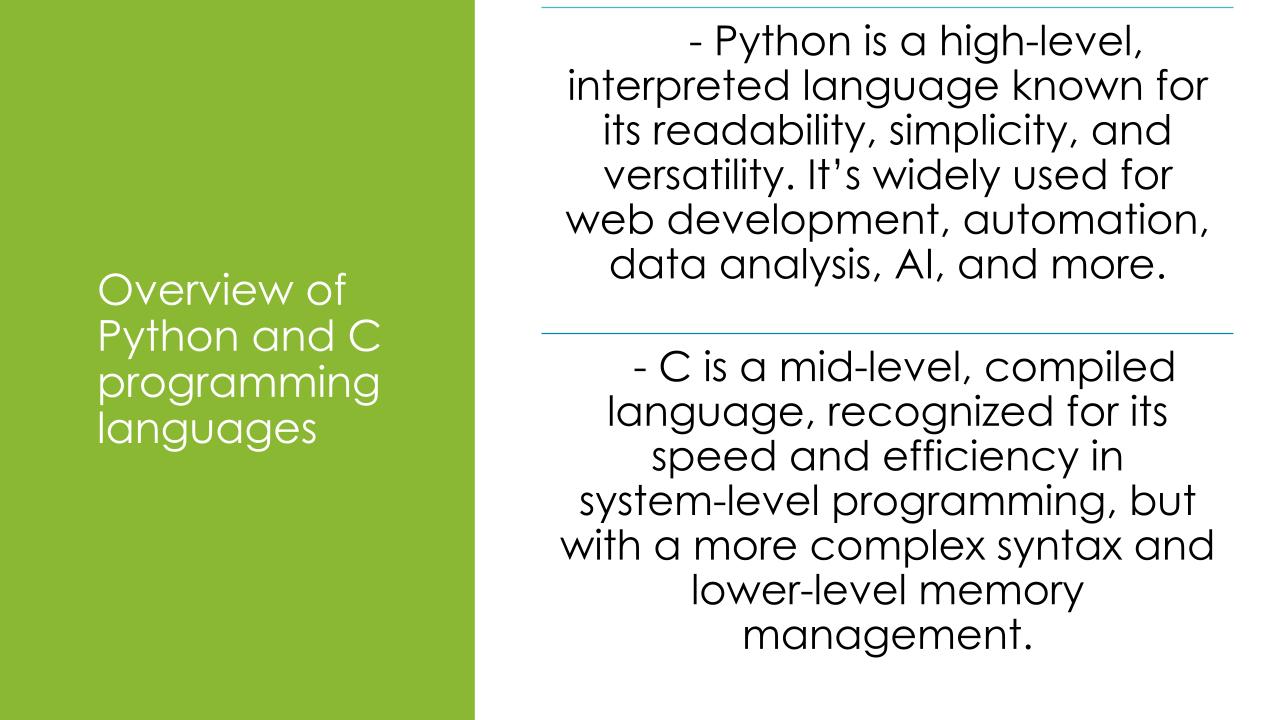 Overview of
Python and C
programming
languages
- Python is a high-level,
interpreted language known for
its readability, simplicity, and
versatility. It’s widely used for
web development, automation,
data analysis, AI, and more.
- C is a mid-level, compiled
language, recognized for its
speed and efficiency in
system-level programming, but
with a more complex syntax and
lower-level memory
management.